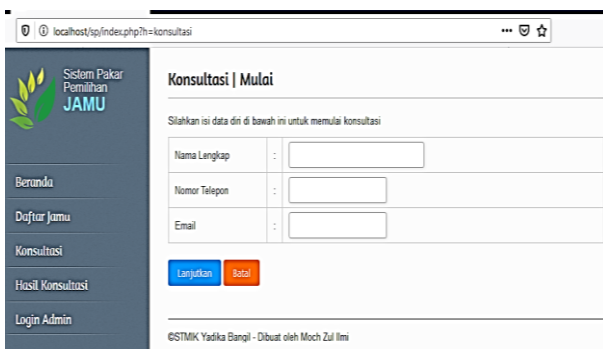 localhost/sp/index.php?h=konsultasi
Sistem Pakar
Pemilihan
JAMU
Beranda
Daftar Jamu
Konsultasi
Hasil Konsultasi
Login Admin
Konsultasi | Mulai
Silahkan isi data diri di bawah ini untuk memulai konsultasi
Nama Lengkap :
Nomor Telepon :
Email :
Lanjutkan Batal
©STMIK Yadika Bangil - Dibuat oleh Moch Zul Ilmi